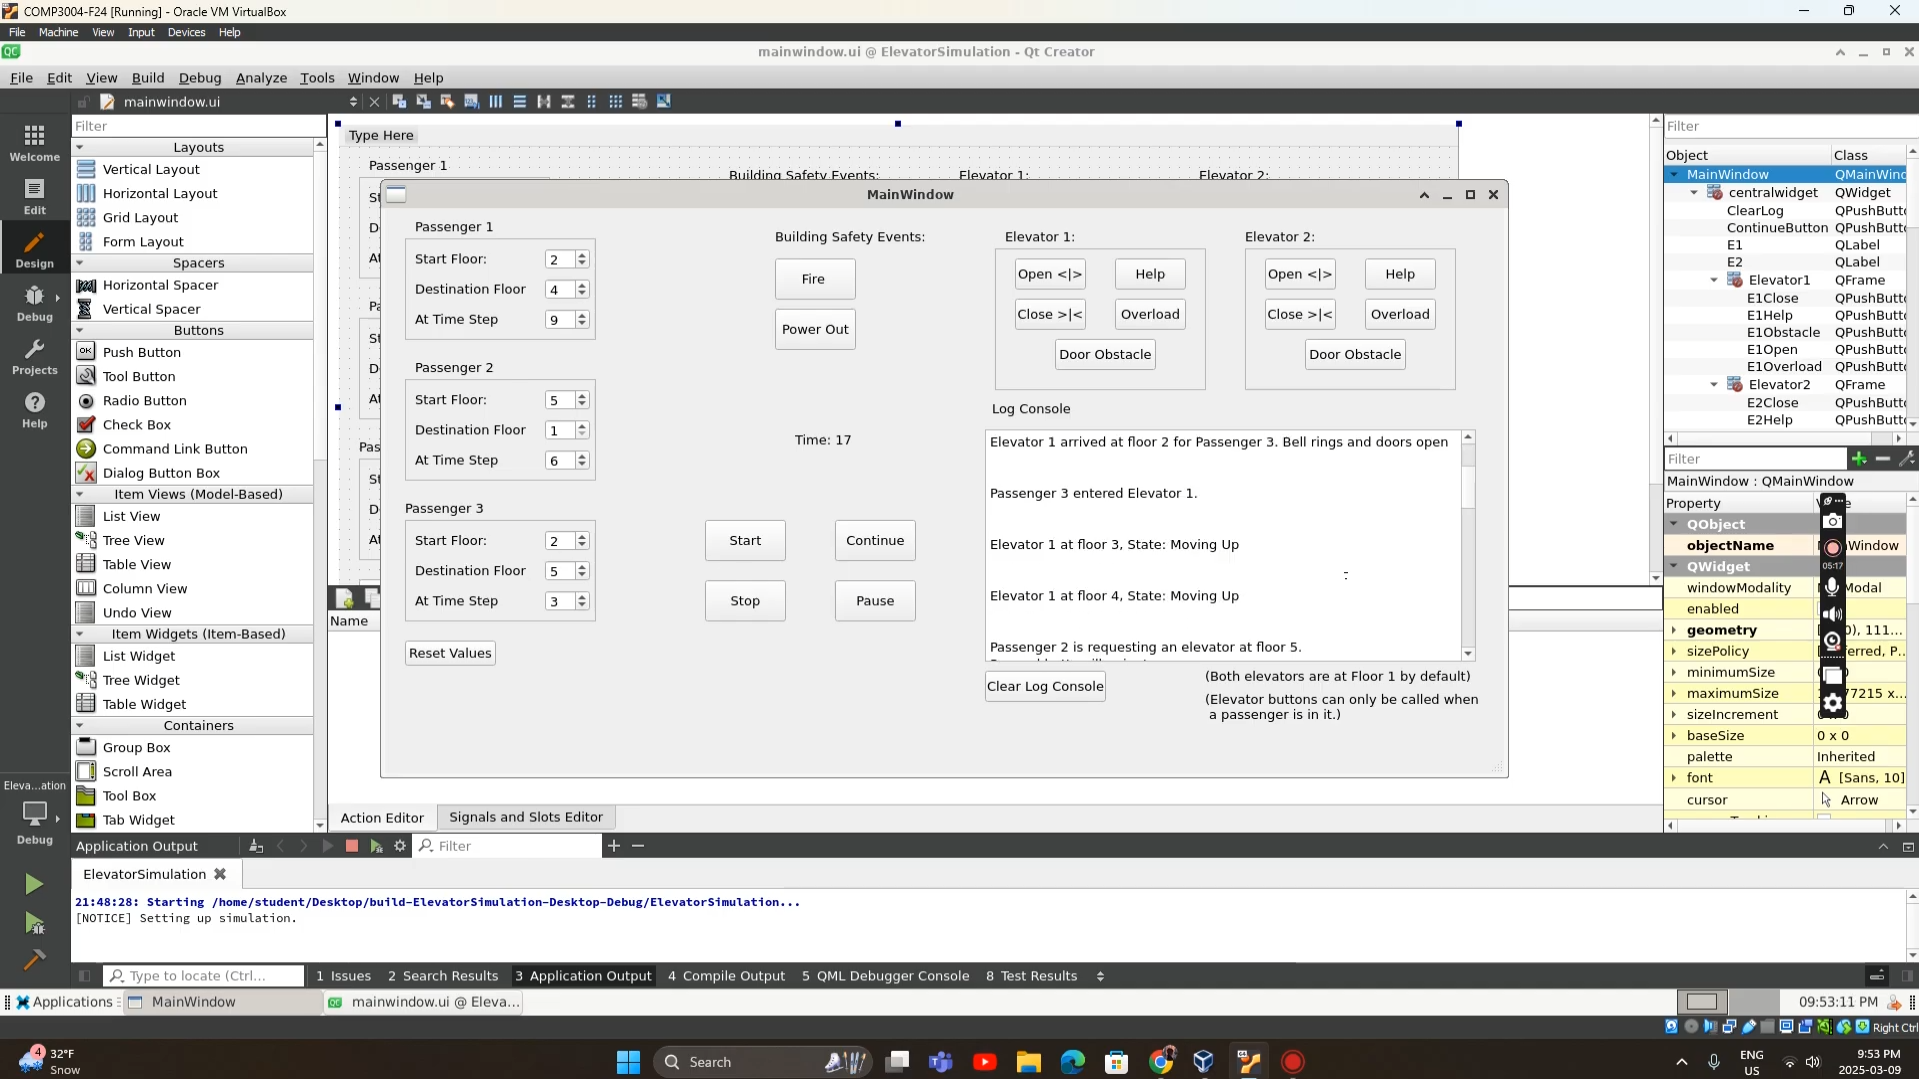 COMP3004-F24 [Running] - Oracle VM VirtualBox
File Machine View Input Devices Help
mainwindow.ui @ ElevatorSimulation - Qt Creator
File Edit View Build Debug Analyze Tools Window Help
mainwindow.ui
Welcome
Edit
Design
Debug
Projects
Help
Eleva...ation
Debug
Filter
Layouts
Vertical Layout
Horizontal Layout
Grid Layout
Form Layout
Spacers
Horizontal Spacer
Vertical Spacer
Buttons
Push Button
Tool Button
Radio Button
Check Box
Command Link Button
Dialog Button Box
Item Views (Model-Based)
List View
Tree View
Table View
Column View
Undo View
Item Widgets (Item-Based)
List Widget
Tree Widget
Table Widget
Containers
Group Box
Scroll Area
Tool Box
Tab Widget
Type Here
Passenger 1
Building Safety Events: Elevator 1: Elevator 2:
Name
MainWindow
Passenger 1
Start Floor: 2
Destination Floor 4
At Time Step 9
Passenger 2
Start Floor: 5
Destination Floor 1
At Time Step 6
Passenger 3
Start Floor: 2
Destination Floor 5
At Time Step 3
Reset Values
Building Safety Events:
Fire
Power Out
Time: 17
Start Continue
Stop Pause
Elevator 1:
Open <|> Help
Close >|< Overload
Door Obstacle
Elevator 2:
Open <|> Help
Close >|< Overload
Door Obstacle
Log Console
Elevator 1 arrived at floor 2 for Passenger 3. Bell rings and doors open
Passenger 3 entered Elevator 1.
Elevator 1 at floor 3, State: Moving Up
Elevator 1 at floor 4, State: Moving Up
Passenger 2 is requesting an elevator at floor 5.
Clear Log Console
(Both elevators are at Floor 1 by default)
(Elevator buttons can only be called when
a passenger is in it.)
Action Editor Signals and Slots Editor
Filter
Object Class
MainWindow QMainWind
centralwidget QWidget
ClearLog QPushButt
ContinueButton QPushButt
E1 QLabel
E2 QLabel
Elevator1 QFrame
E1Close QPushButt
E1Help QPushButt
E1Obstacle QPushButt
E1Open QPushButt
E1Overload QPushButt
Elevator2 QFrame
E2Close QPushButt
E2Help QPushButt
Filter
MainWindow : QMainWindow
Property
QObject
objectName
QWidget
windowModality
enabled
geometry
sizePolicy
minimumSize
maximumSize
sizeIncrement
baseSize 0 x 0
palette Inherited
font A [Sans, 10]
cursor Arrow
05:17
Application Output Filter
ElevatorSimulation
21:48:28: Starting /home/student/Desktop/build-ElevatorSimulation-Desktop-Debug/ElevatorSimulation...
[NOTICE] Setting up simulation.
Type to locate (Ctrl... 1 Issues 2 Search Results 3 Application Output 4 Compile Output 5 QML Debugger Console 8 Test Results
Applications MainWindow mainwindow.ui @ Eleva... 09:53:11 PM
Right Ctrl
4
32°F
Snow
Search
ENG
US
9:53 PM
2025-03-09